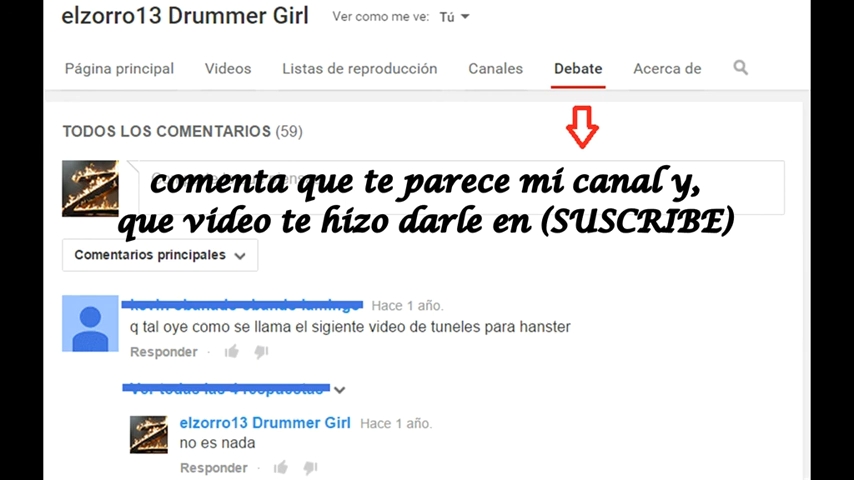 elzorro13 Drummer Girl Ver como me ve: Tú
Página principal Videos Listas de reproducción Canales Debate Acerca de
TODOS LOS COMENTARIOS (59)
comenta que te parece mi canal y,
que video te hizo darle en (SUSCRIBE)
Comentarios principales
Hace 1 año.
q tal oye como se llama el sigiente video de tuneles para hanster
Responder
elzorro13 Drummer Girl Hace 1 año.
no es nada
Responder